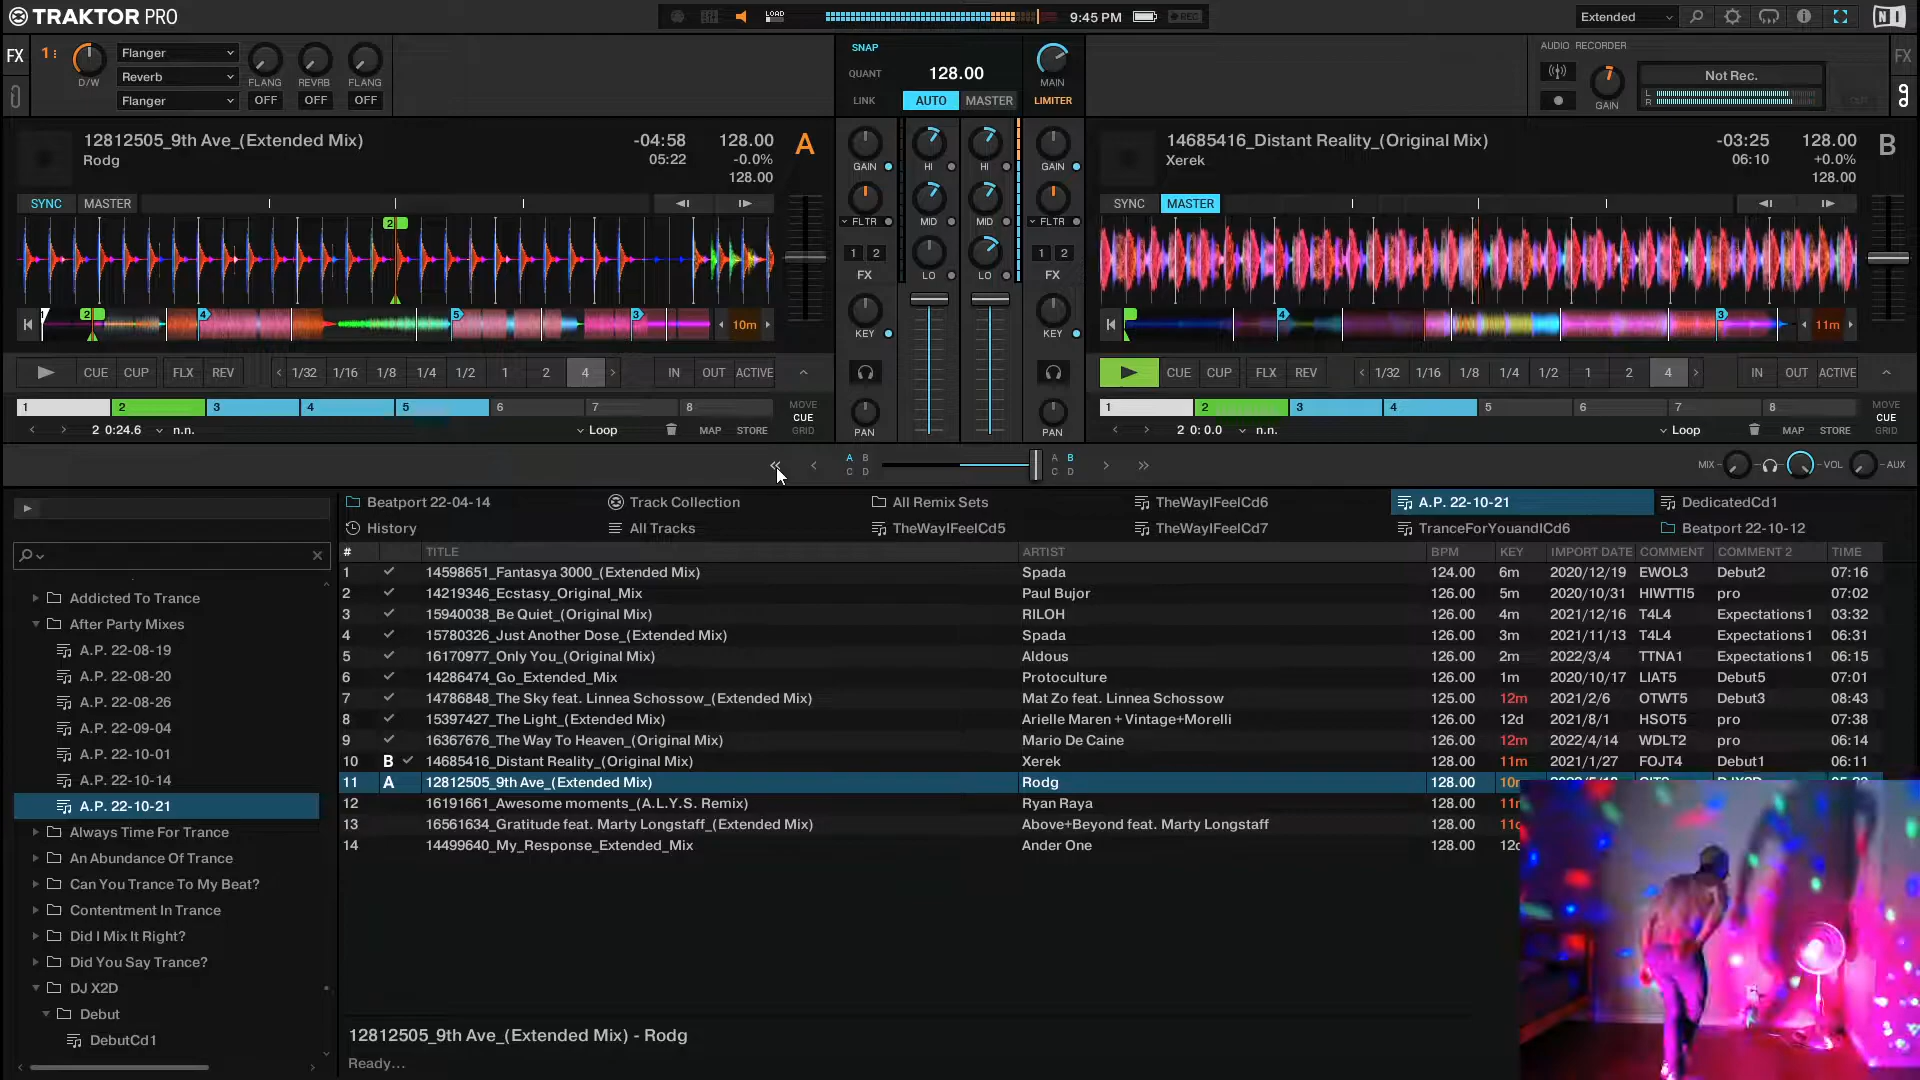 TRAKTOR PRO
LOAD
9:45 PM
REC
Extended
FX
1
D/W
Flanger
Reverb
Flanger
FLANG
REVRB
FLANG
OFF
OFF
OFF
SNAP
QUANT
LINK
128.00
AUTO
MASTER
MAIN
LIMITER
AUDIO RECORDER
GAIN
Not Rec.
L
R
FX
12812505_9th Ave_(Extended Mix)
Rodg
-04:58
05:22
128.00
-0.0%
128.00
A
SYNC
MASTER
2
2
4
5
3
10m
CUE
CUP
FLX
REV
1/32
1/16
1/8
1/4
1/2
1
2
4
IN
OUT
ACTIVE
1
2
3
4
5
6
7
8
MOVE
CUE
GRID
2 0:24.6
n.n.
Loop
MAP
STORE
GAIN
HI
HI
GAIN
FLTR
MID
MID
FLTR
1 2
FX
LO
LO
1 2
FX
KEY
KEY
PAN
PAN
14685416_Distant Reality_(Original Mix)
Xerek
-03:25
06:10
128.00
+0.0%
128.00
B
SYNC
MASTER
4
3
11m
CUE
CUP
FLX
REV
1/32
1/16
1/8
1/4
1/2
1
2
4
IN
OUT
ACTIVE
1
2
3
4
5
6
7
8
MOVE
CUE
GRID
2 0: 0.0
n.n.
Loop
MAP
STORE
A B
C D
A B
C D
MIX
VOL
AUX
Beatport 22-04-14
Track Collection
All Remix Sets
TheWayIFeelCd6
A.P. 22-10-21
DedicatedCd1
History
All Tracks
TheWayIFeelCd5
TheWayIFeelCd7
TranceForYouandICd6
Beatport 22-10-12
Addicted To Trance
After Party Mixes
A.P. 22-08-19
A.P. 22-08-20
A.P. 22-08-26
A.P. 22-09-04
A.P. 22-10-01
A.P. 22-10-14
A.P. 22-10-21
Always Time For Trance
An Abundance Of Trance
Can You Trance To My Beat?
Contentment In Trance
Did I Mix It Right?
Did You Say Trance?
DJ X2D
Debut
DebutCd1
# TITLE ARTIST BPM KEY IMPORT DATE COMMENT COMMENT 2 TIME
1 14598651_Fantasya 3000_(Extended Mix) Spada 124.00 6m 2020/12/19 EWOL3 Debut2 07:16
2 14219346_Ecstasy_Original_Mix Paul Bujor 126.00 5m 2020/10/31 HIWTTI5 pro 07:02
3 15940038_Be Quiet_(Original Mix) RILOH 126.00 4m 2021/12/16 T4L4 Expectations1 03:32
4 15780326_Just Another Dose_(Extended Mix) Spada 126.00 3m 2021/11/13 T4L4 Expectations1 06:31
5 16170977_Only You_(Original Mix) Aldous 126.00 2m 2022/3/4 TTNA1 Expectations1 06:15
6 14286474_Go_Extended_Mix Protoculture 126.00 1m 2020/10/17 LIAT5 Debut5 07:01
7 14786848_The Sky feat. Linnea Schossow_(Extended Mix) Mat Zo feat. Linnea Schossow 125.00 12m 2021/2/6 OTWT5 Debut3 08:43
8 15397427_The Light_(Extended Mix) Arielle Maren + Vintage+Morelli 126.00 12d 2021/8/1 HSOT5 pro 07:38
9 16367676_The Way To Heaven_(Original Mix) Mario De Caine 126.00 12m 2022/4/14 WDLT2 pro 06:14
10 B 14685416_Distant Reality_(Original Mix) Xerek 128.00 11m 2021/1/27 FOJT4 Debut1 06:11
11 A 12812505_9th Ave_(Extended Mix) Rodg 128.00
12 16191661_Awesome moments_(A.L.Y.S. Remix) Ryan Raya 128.00
13 16561634_Gratitude feat. Marty Longstaff_(Extended Mix) Above+Beyond feat. Marty Longstaff 128.00
14 14499640_My_Response_Extended_Mix Ander One 128.00
12812505_9th Ave_(Extended Mix) - Rodg
Ready...